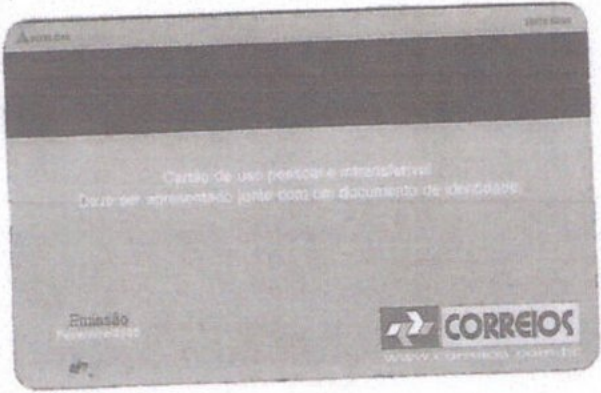 Cartão de uso pessoal e intransferível
Deve ser apresentado junto com um documento de identidade.
Emissão
CORREIOS
www.correios.com.br